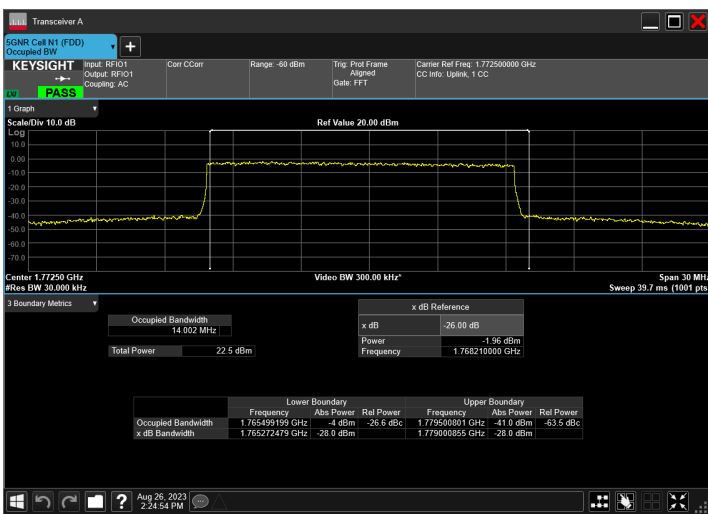 Transceiver A
5GNR Cell N1 (FDD)
Occupied BW
KEYSIGHT
LXI
PASS
Input: RFIO1
Output: RFIO1
Coupling: AC
Corr CCorr
Range: -60 dBm
Trig: Prot Frame
Aligned
Gate: FFT
Carrier Ref Freq: 1.772500000 GHz
CC Info: Uplink, 1 CC
1 Graph
Scale/Div 10.0 dB
Ref Value 20.00 dBm
Log
10.0
0.00
-10.0
-20.0
-30.0
-40.0
-50.0
-60.0
-70.0
Center 1.77250 GHz
Video BW 300.00 kHz*
Span 30 MHz
#Res BW 30.000 kHz
Sweep 39.7 ms (1001 pts
3 Boundary Metrics
Occupied Bandwidth
14.002 MHz
Total Power 22.5 dBm
x dB Reference
x dB -26.00 dB
Power -1.96 dBm
Frequency 1.768210000 GHz
Lower Boundary Upper Boundary
Frequency Abs Power Rel Power Frequency Abs Power Rel Power
Occupied Bandwidth 1.765499199 GHz -4 dBm -26.6 dBc 1.779500801 GHz -41.0 dBm -63.5 dBc
x dB Bandwidth 1.765272479 GHz -28.0 dBm 1.779000855 GHz -28.0 dBm
?
Aug 26, 2023
2:24:54 PM